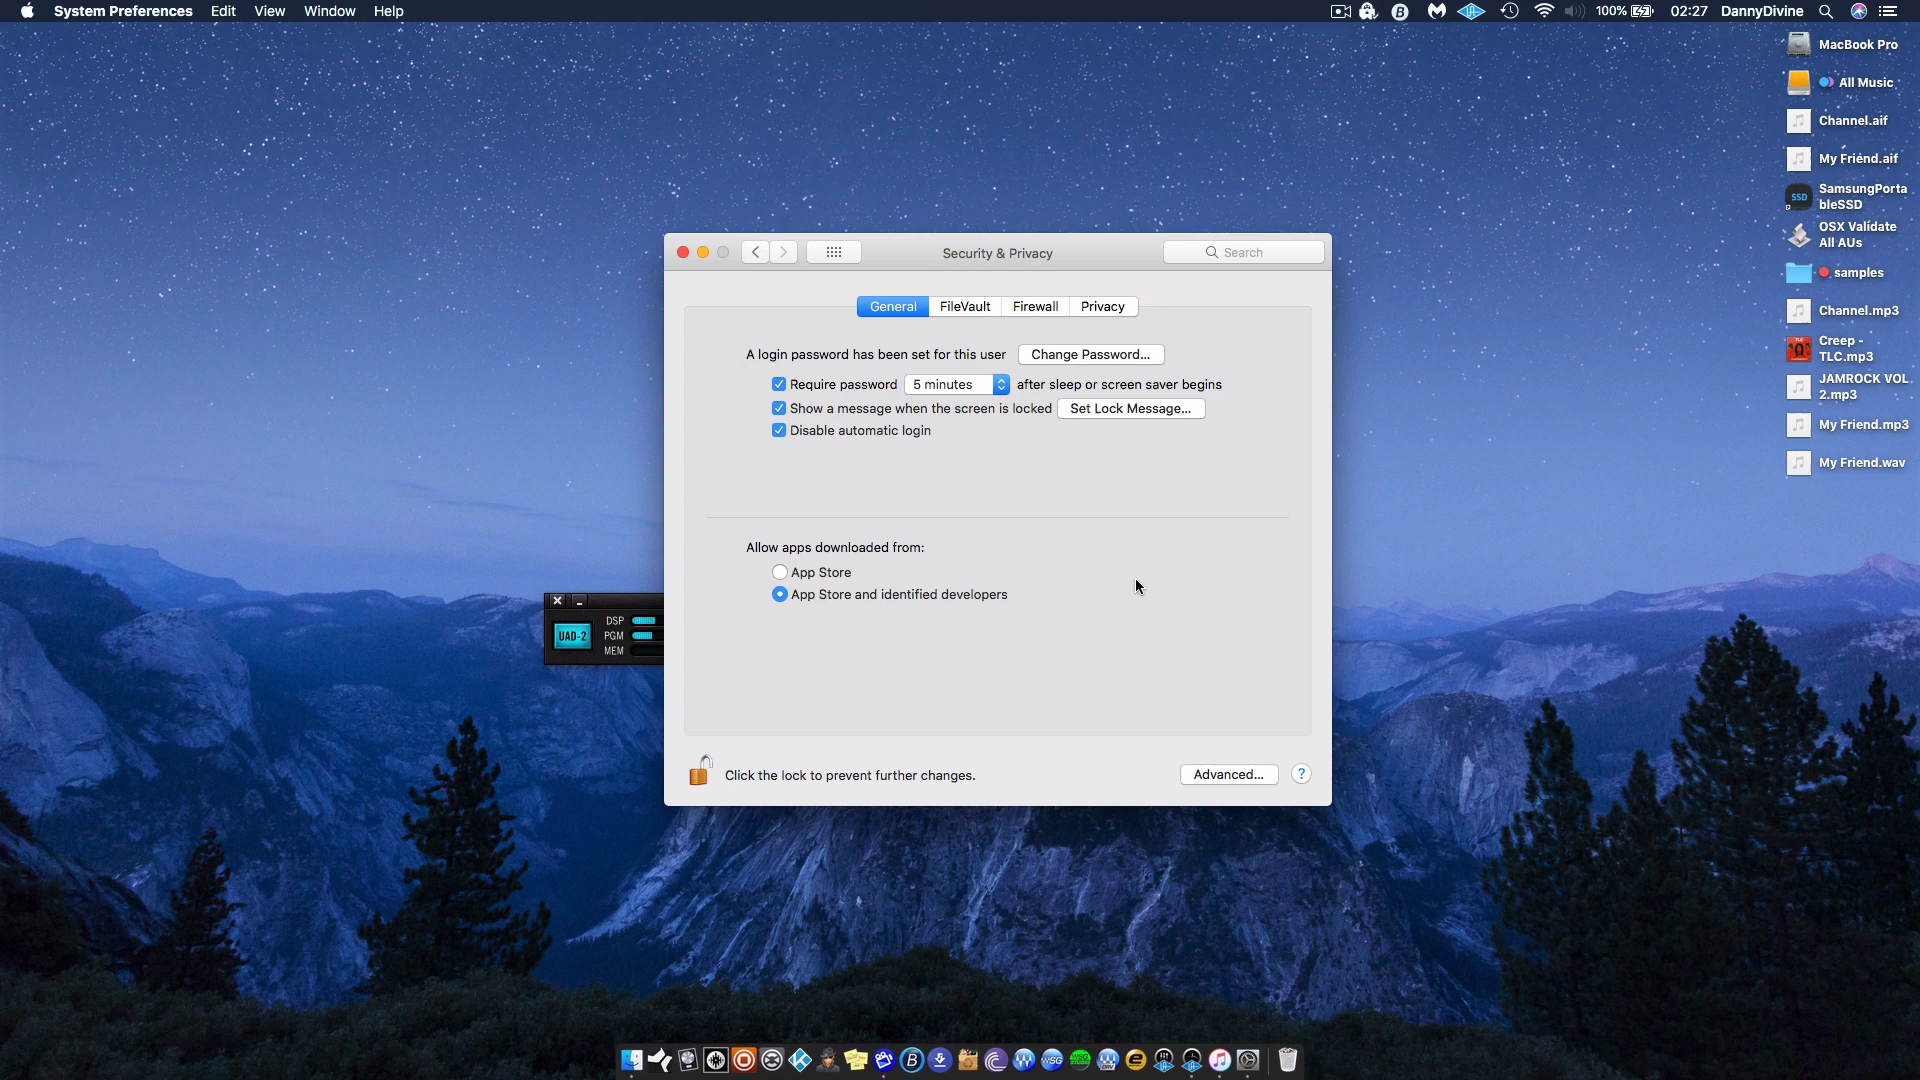 System Preferences Edit View Window Help
100% 02:27 DannyDivine
MacBook Pro
All Music
Channel.aif
My Friend.aif
SSD
SamsungPorta
bleSSD
OSX Validate
All AUs
samples
Channel.mp3
Creep -
TLC.mp3
JAMROCK VOL
2.mp3
My Friend.mp3
My Friend.wav
Security & Privacy
Search
General FileVault Firewall Privacy
A login password has been set for this user Change Password...
Require password 5 minutes after sleep or screen saver begins
Show a message when the screen is locked Set Lock Message...
Disable automatic login
Allow apps downloaded from:
App Store
App Store and identified developers
UAD-2
DSP
PGM
MEM
Click the lock to prevent further changes.
Advanced... ?
WSG